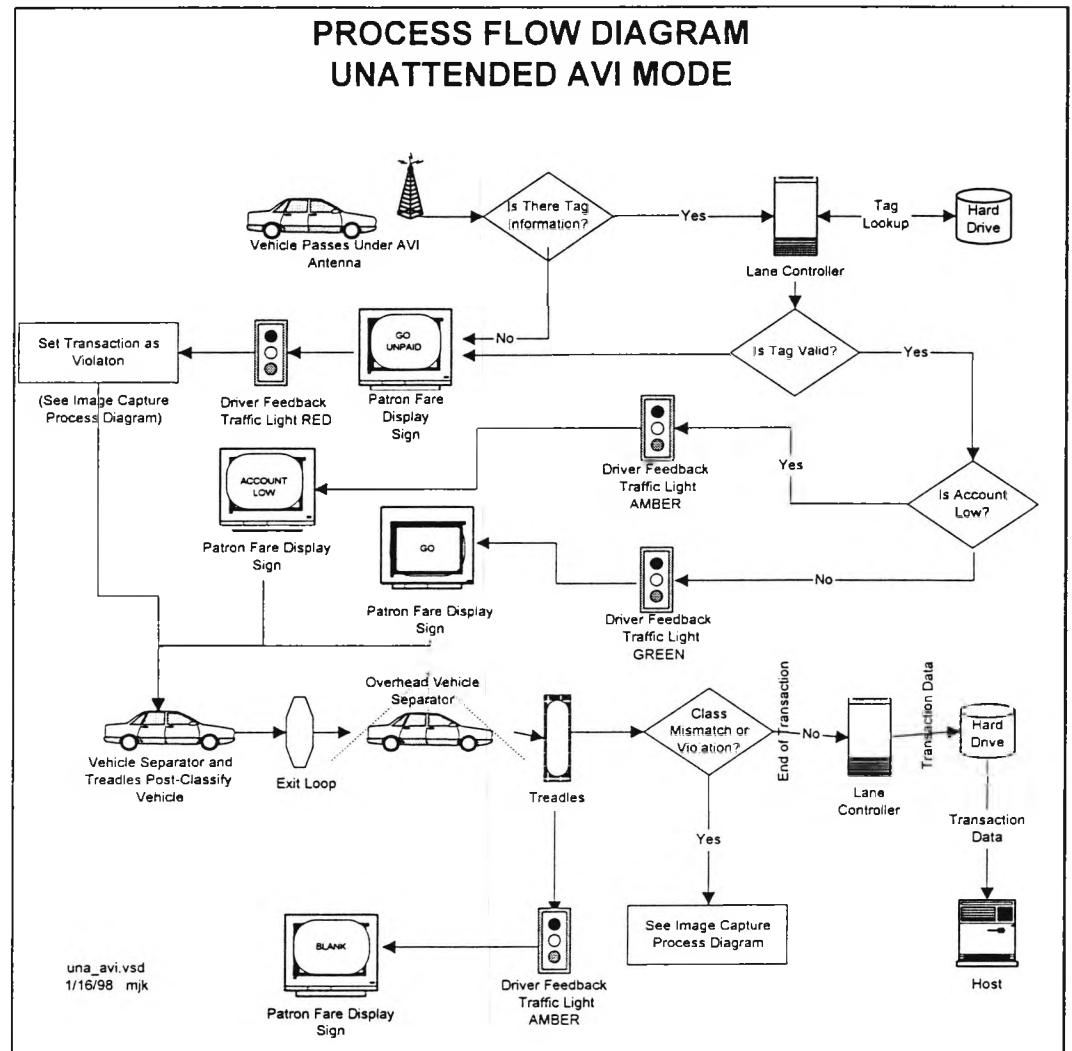 PROCESS FLOW DIAGRAM
UNATTENDED AVI MODE
Vehicle Passes Under AVI
Antenna
Is There Tag
Information?
Yes
Tag
Lookup
Hard
Drive
Lane Controller
No
Is Tag Valid?
Yes
GO
UNPAID
Patron Fare
Display
Sign
Driver Feedback
Traffic Light RED
Set Transaction as
Violaton
(See Image Capture
Process Diagram)
Is Account
Low?
Yes
Driver Feedback
Traffic Light
AMBER
ACCOUNT
LOW
Patron Fare Display
Sign
No
Driver Feedback
Traffic Light
GREEN
GO
Patron Fare Display
Sign
Vehicle Separator and
Treadles Post-Classify
Vehicle
Exit Loop
Overhead Vehicle
Separator
Treadles
Class
Mismatch or
Violation?
End of Transaction
No
Lane
Controller
Transaction Data
Hard
Drive
Transaction
Data
Host
Yes
See Image Capture
Process Diagram
Driver Feedback
Traffic Light
AMBER
BLANK
Patron Fare Display
Sign
una_avi.vsd
1/16/98 mjk